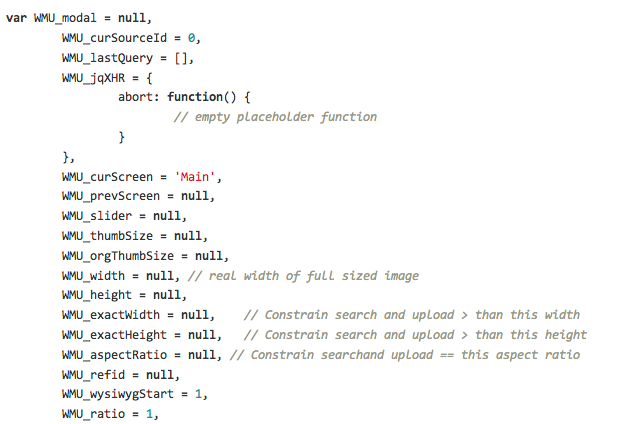 var WMU_modal = null,
WMU_curSourceId = 0,
WMU_lastQuery = [],
WMU_jqXHR = {
abort: function() {
// empty placeholder function
}
},
WMU_curScreen = 'Main',
WMU_prevScreen = null,
WMU_slider = null,
WMU_thumbSize = null,
WMU_orgThumbSize = null,
WMU_width = null, // real width of full sized image
WMU_height = null,
WMU_exactWidth = null, // Constrain search and upload > than this width
WMU_exactHeight = null, // Constrain search and upload > than this height
WMU_aspectRatio = null, // Constrain searchand upload == this aspect ratio
WMU_refid = null,
WMU_wysiwygStart = 1,
WMU_ratio = 1,